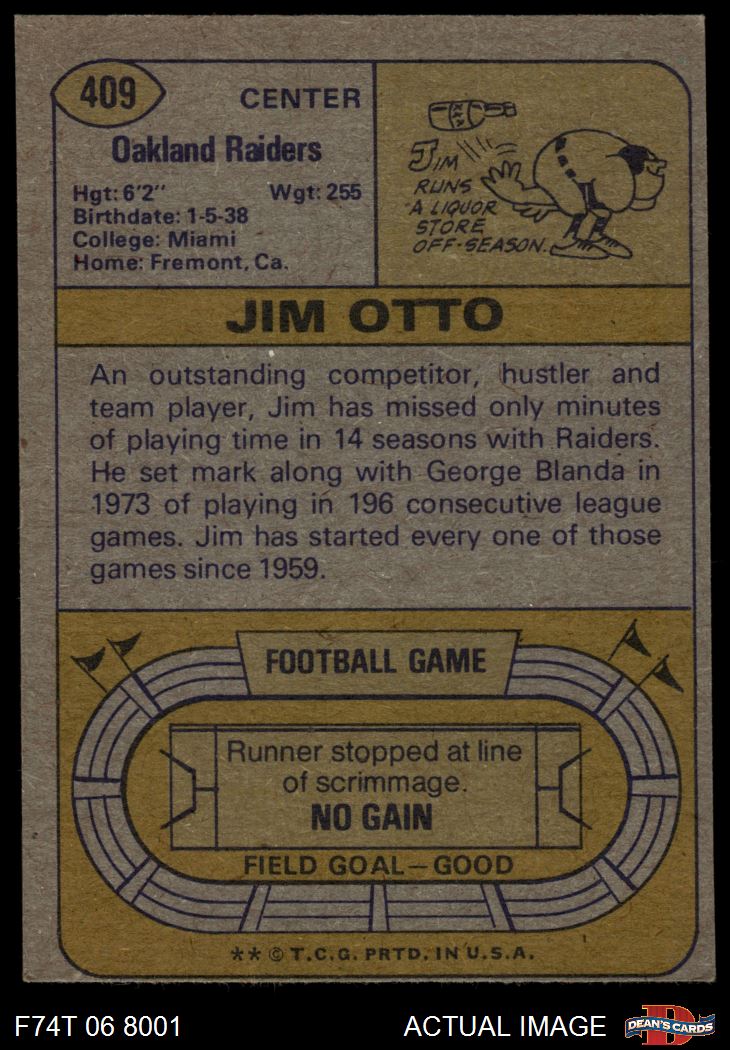 409
CENTER
Oakland Raiders
Hgt: 6'2" Wgt: 255
Birthdate: 1-5-38
College: Miami
Home: Fremont, Ca.
JIM
RUNS
A LIQUOR
STORE
OFF-SEASON.
JIM OTTO
An outstanding competitor, hustler and
team player, Jim has missed only minutes
of playing time in 14 seasons with Raiders.
He set mark along with George Blanda in
1973 of playing in 196 consecutive league
games. Jim has started every one of those
games since 1959.
FOOTBALL GAME
Runner stopped at line
of scrimmage.
NO GAIN
FIELD GOAL—GOOD
** © T.C.G. PRTD. IN U.S.A.
F74T 06 8001 ACTUAL IMAGE D DEAN'S CARDS